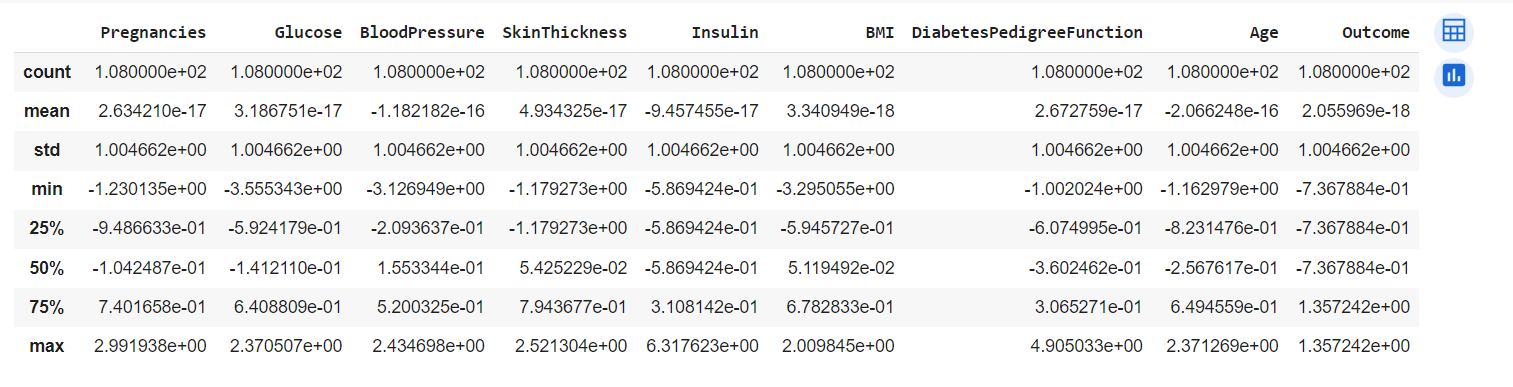 Pregnancies Glucose BloodPressure SkinThickness Insulin BMI DiabetesPedigreeFunction Age Outcome
count 1.080000e+02 1.080000e+02 1.080000e+02 1.080000e+02 1.080000e+02 1.080000e+02 1.080000e+02 1.080000e+02 1.080000e+02
mean 2.634210e-17 3.186751e-17 -1.182182e-16 4.934325e-17 -9.457455e-17 3.340949e-18 2.672759e-17 -2.066248e-16 2.055969e-18
std 1.004662e+00 1.004662e+00 1.004662e+00 1.004662e+00 1.004662e+00 1.004662e+00 1.004662e+00 1.004662e+00 1.004662e+00
min -1.230135e+00 -3.555343e+00 -3.126949e+00 -1.179273e+00 -5.869424e-01 -3.295055e+00 -1.002024e+00 -1.162979e+00 -7.367884e-01
25% -9.486633e-01 -5.924179e-01 -2.093637e-01 -1.179273e+00 -5.869424e-01 -5.945727e-01 -6.074995e-01 -8.231476e-01 -7.367884e-01
50% -1.042487e-01 -1.412110e-01 1.553344e-01 5.425229e-02 -5.869424e-01 5.119492e-02 -3.602462e-01 -2.567617e-01 -7.367884e-01
75% 7.401658e-01 6.408809e-01 5.200325e-01 7.943677e-01 3.108142e-01 6.782833e-01 3.065271e-01 6.494559e-01 1.357242e+00
max 2.991938e+00 2.370507e+00 2.434698e+00 2.521304e+00 6.317623e+00 2.009845e+00 4.905033e+00 2.371269e+00 1.357242e+00